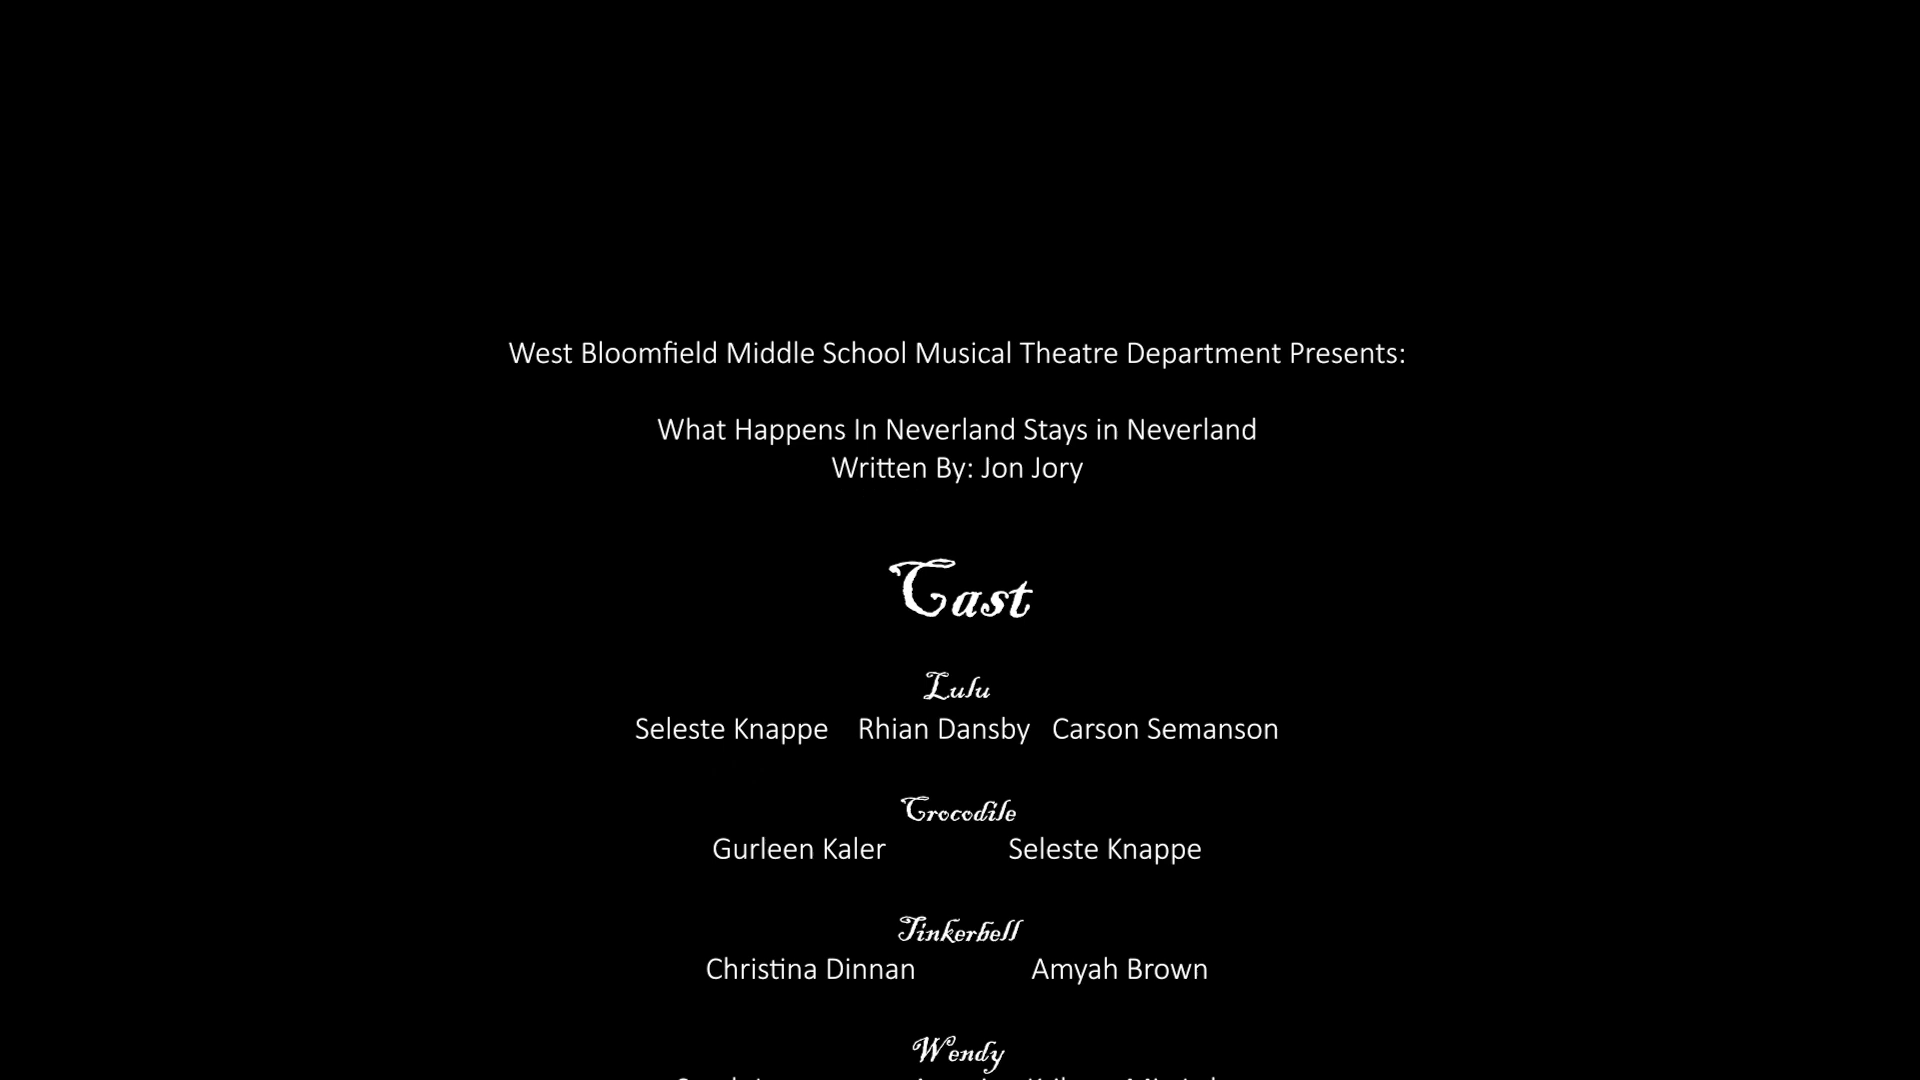 West Bloomfield Middle School Musical Theatre Department Presents:
What Happens In Neverland Stays in Neverland
Written By: Jon Jory
Cast
Lulu
Seleste Knappe Rhian Dansby Carson Semanson
Crocodile
Gurleen Kaler Seleste Knappe
Tinkerbell
Christina Dinnan Amyah Brown
Wendy